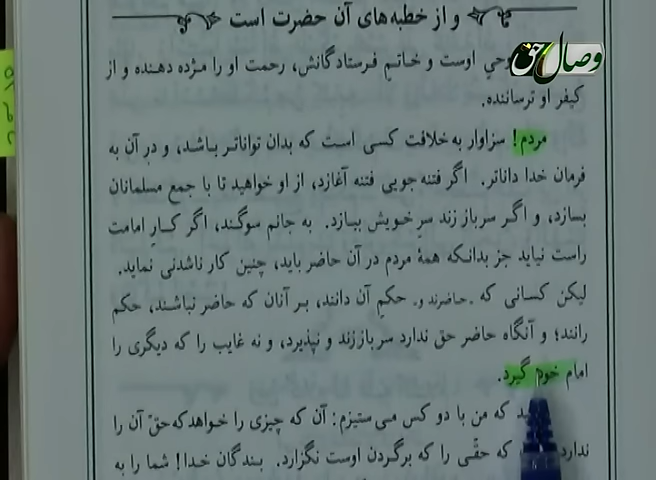 و از خطبه‌های آن حضرت است
وصال حق
وحیِ اوست و خاتم فرستادگانش، رحمت او را مژده دهنده و از
کیفر او ترساننده.
مردم! سزاوار به خلافت کسی است که بدان تواناتر باشد، و در آن به
فرمان خدا داناتر. اگر فتنه‌جویی فتنه آغازد، از او خواهید تا با جمع مسلمانان
بسازد، و اگر سرباز زند سرِ خویش ببازد. به جانم سوگند، اگر کارِ امامت
راست نیاید جز بدانکه همهٔ مردم در آن حاضر باید، چنین کار ناشدنی نماید.
لیکن کسانی که ـ حاضرند و ـ حکمِ آن دانند، بر آنان که حاضر نباشند، حکم
رانند؛ و آنگاه حاضر حق ندارد سر باز زند و نپذیرد، و نه غایب را که دیگری را
امام خود گیرد.
که من با دو کس می‌ستیزم: آن که چیزی را خواهد که حقّ آن را
ندارد که حقّی را که برگردن اوست نگزارد. بندگان خدا! شما را به